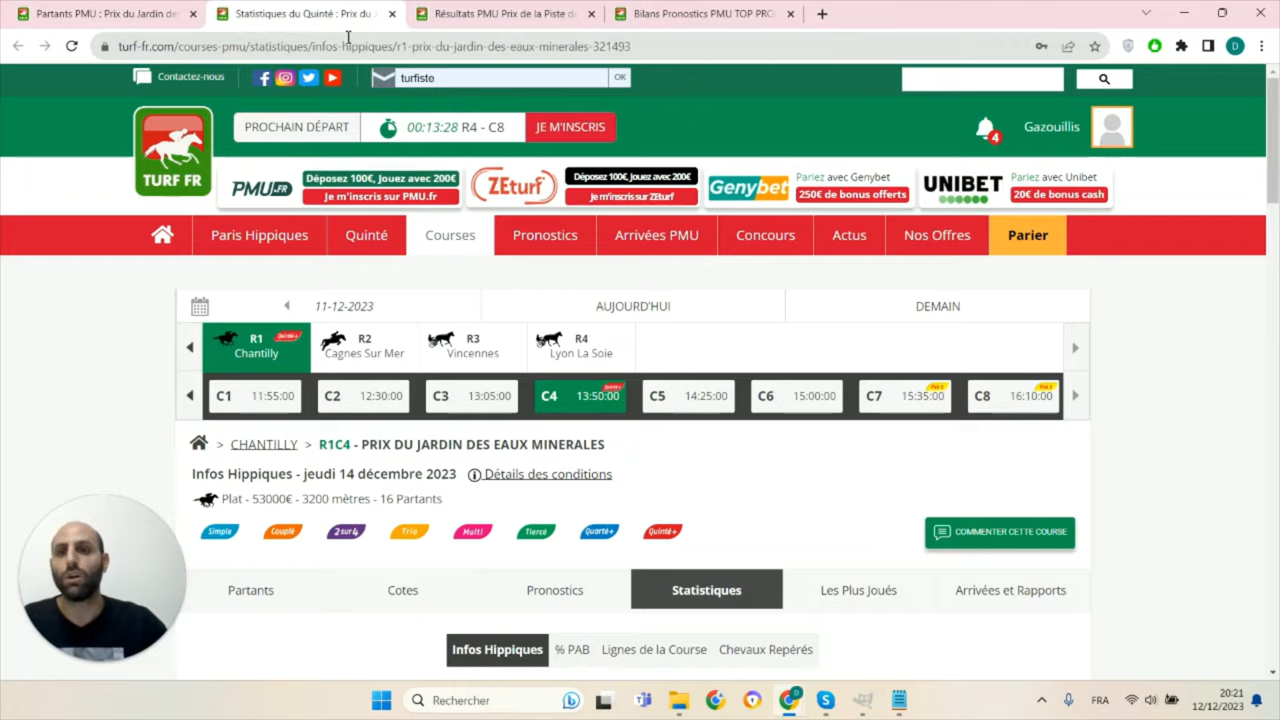 Partants PMU : Prix du Jardin de
Statistiques du Quinté : Prix du J
Résultats PMU Prix de la Piste de
Bilans Pronostics PMU TOP PRO
turf-fr.com/courses-pmu/statistiques/infos-hippiques/r1-prix-du-jardin-des-eaux-minerales-321493
D
Contactez-nous
turfiste
OK
TURF FR
PROCHAIN DÉPART
00:13:28 R4 - C8
JE M'INSCRIS
4
Gazouillis
PMU.FR
Déposez 100€, Jouez avec 200€
Je m'inscris sur PMU.fr
ZEturf
Déposez 100€, Jouez avec 200€
Je m'inscris sur ZEturf
Genybet
Pariez avec Genybet
250€ de bonus offerts
UNIBET
Pariez avec Unibet
20€ de bonus cash
Paris Hippiques
Quinté
Courses
Pronostics
Arrivées PMU
Concours
Actus
Nos Offres
Parier
11-12-2023
AUJOURD'HUI
DEMAIN
R1
Quinté+
Chantilly
R2
Cagnes Sur Mer
R3
Vincennes
R4
Lyon La Soie
C1 11:55:00
C2 12:30:00
C3 13:05:00
C4 13:50:00
Quinté+
C5 14:25:00
C6 15:00:00
C7 15:35:00
Pick 5
C8 16:10:00
Pick 5
> CHANTILLY > R1C4 - PRIX DU JARDIN DES EAUX MINERALES
Infos Hippiques - jeudi 14 décembre 2023
Détails des conditions
Plat - 53000€ - 3200 mètres - 16 Partants
Simple
Couplé
2sur4
Trio
Multi
Tiercé
Quarté+
Quinté+
COMMENTER CETTE COURSE
Partants
Cotes
Pronostics
Statistiques
Les Plus Joués
Arrivées et Rapports
Infos Hippiques
% PAB
Lignes de la Course
Chevaux Repérés
Rechercher
FRA
20:21
12/12/2023